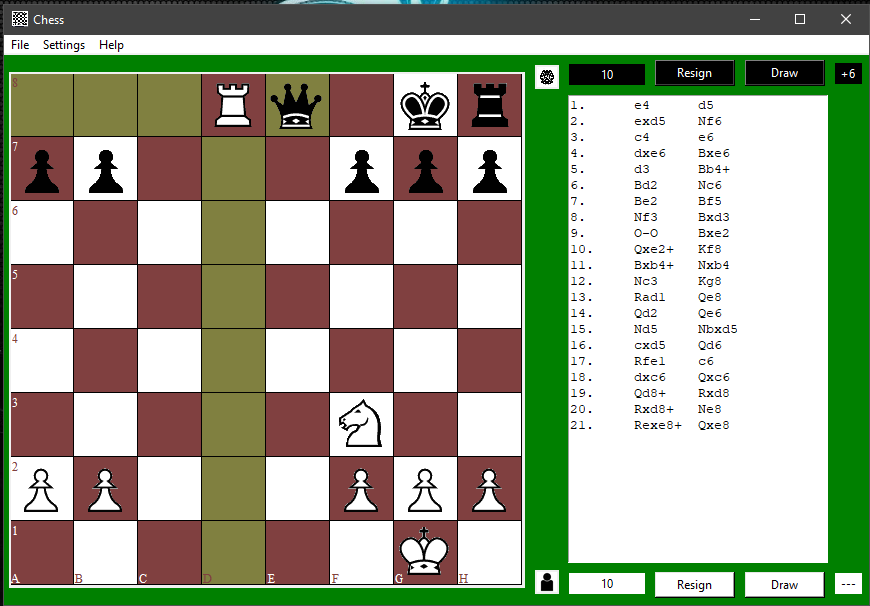 Chess
File Settings Help
10 Resign Draw +6
1. e4 d5
2. exd5 Nf6
3. c4 e6
4. dxe6 Bxe6
5. d3 Bb4+
6. Bd2 Nc6
7. Be2 Bf5
8. Nf3 Bxd3
9. O-O Bxe2
10. Qxe2+ Kf8
11. Bxb4+ Nxb4
12. Nc3 Kg8
13. Rad1 Qe8
14. Qd2 Qe6
15. Nd5 Nbxd5
16. cxd5 Qd6
17. Rfe1 c6
18. dxc6 Qxc6
19. Qd8+ Rxd8
20. Rxd8+ Ne8
21. Rexe8+ Qxe8
8
7
6
5
4
3
2
1
A B C D E F G H
10 Resign Draw ---